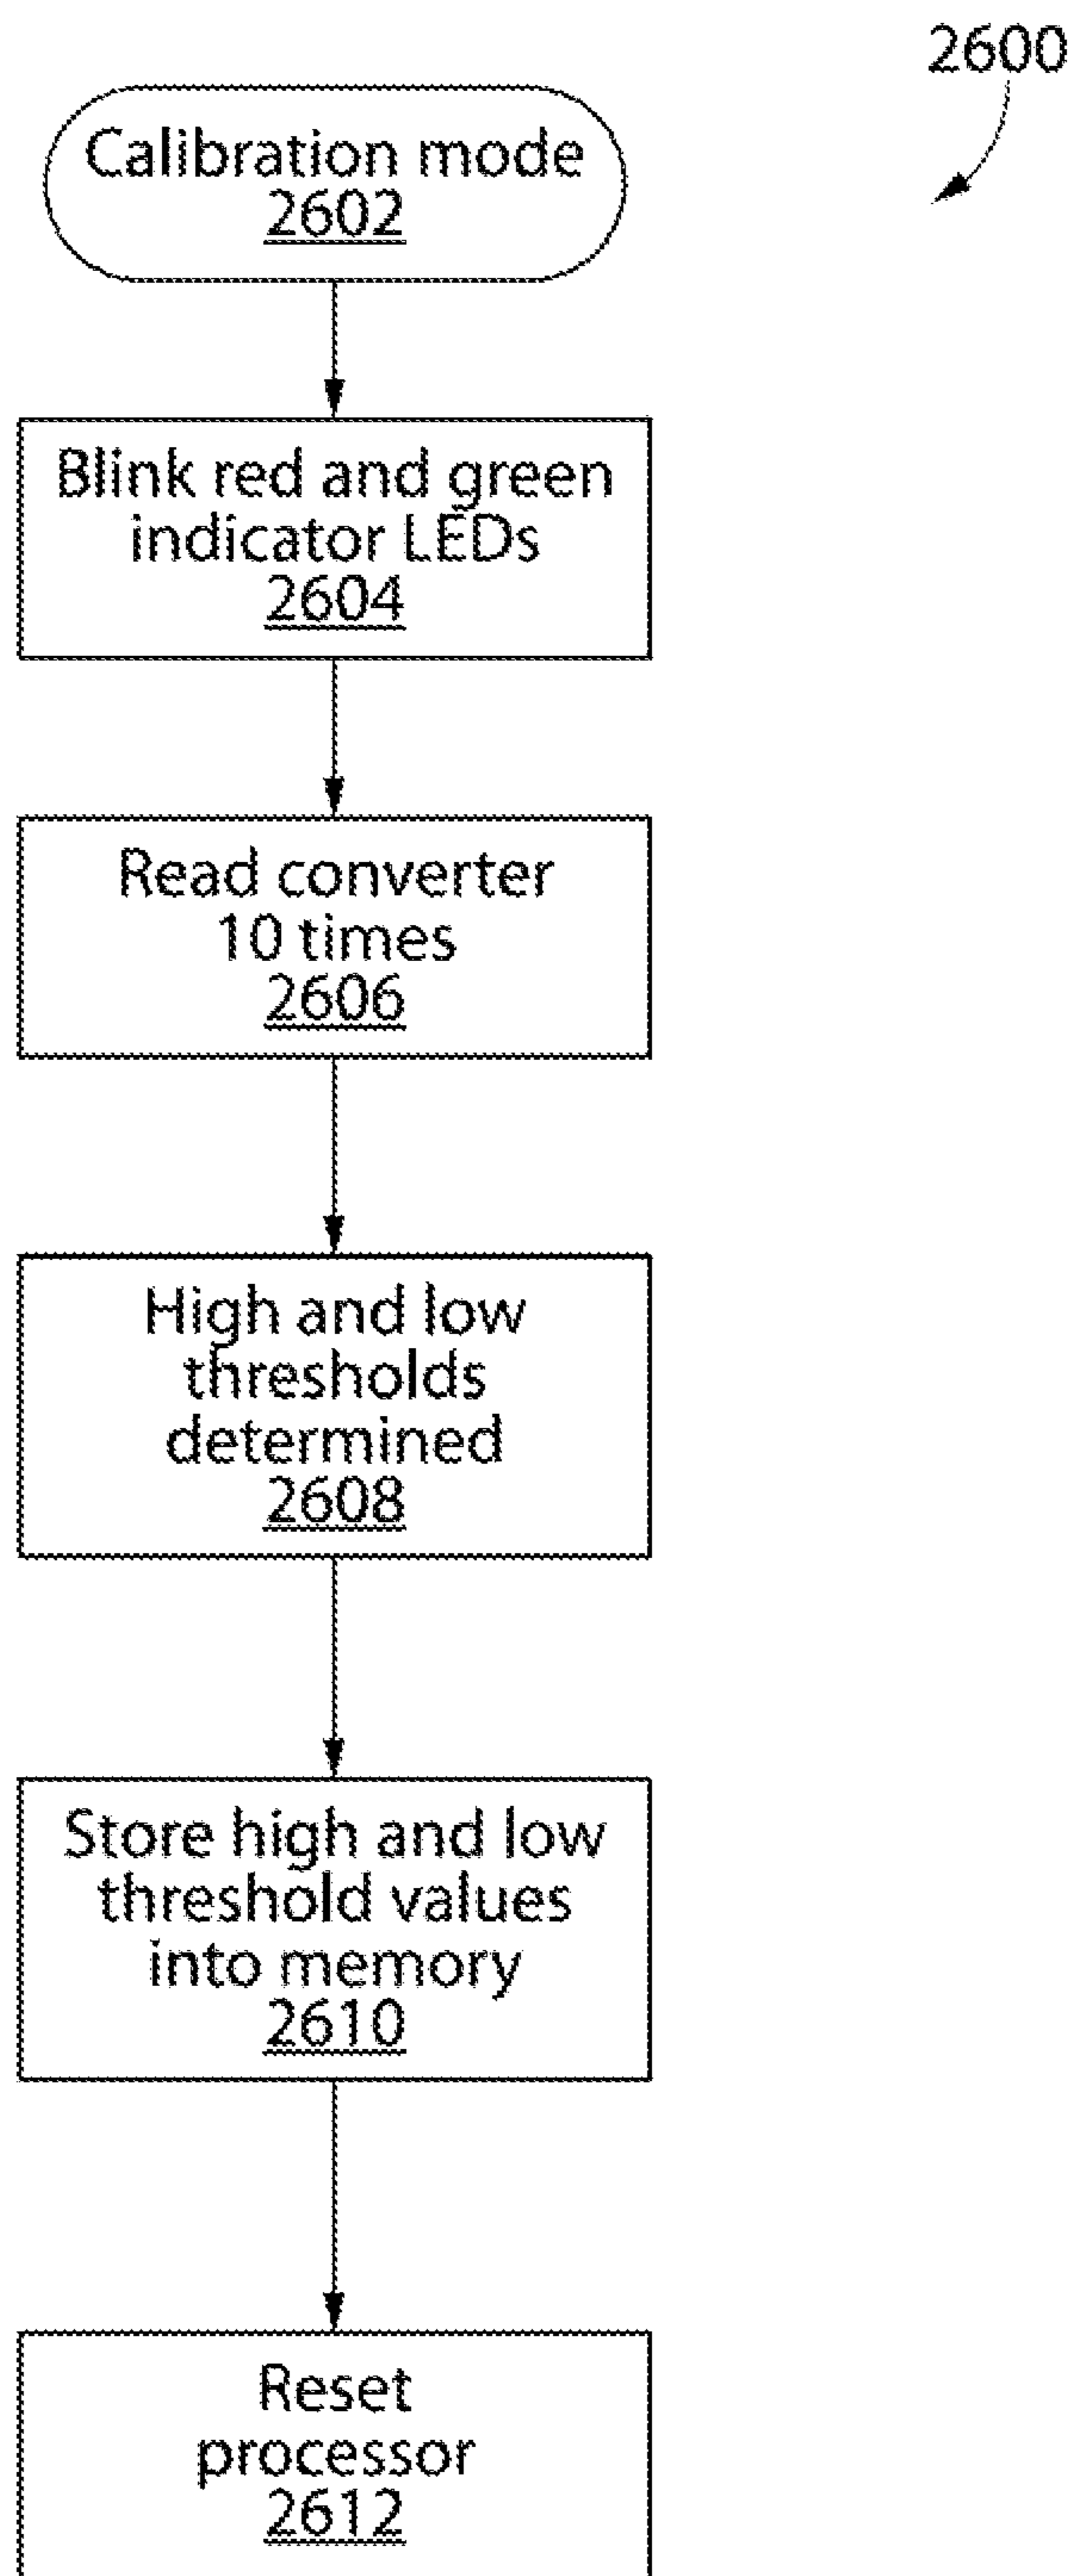 2600
Calibration mode
2602
Blink red and green
indicator LEDs
2604
Read converter
10 times
2606
High and low
thresholds
determined
2608
Store high and low
threshold values
into memory
2610
Reset
processor
2612